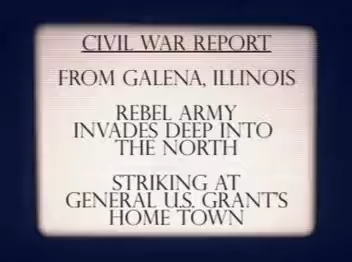 CIVIL WAR REPORT
FROM GALENA, ILLINOIS
REBEL ARMY
INVADES DEEP INTO
THE NORTH
STRIKING AT
GENERAL U.S. GRANT'S
HOME TOWN